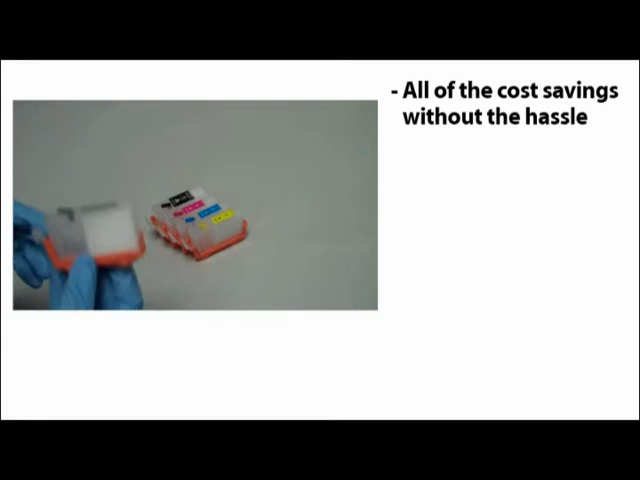 - All of the cost savings
without the hassle